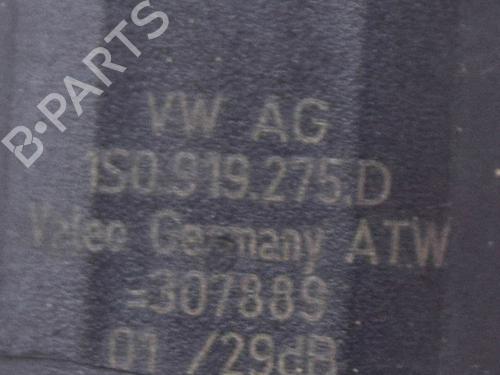 B-PARTS
VW AG
1S0.919.275.D
Valeo Germany ATW
=307889
01 /29dB